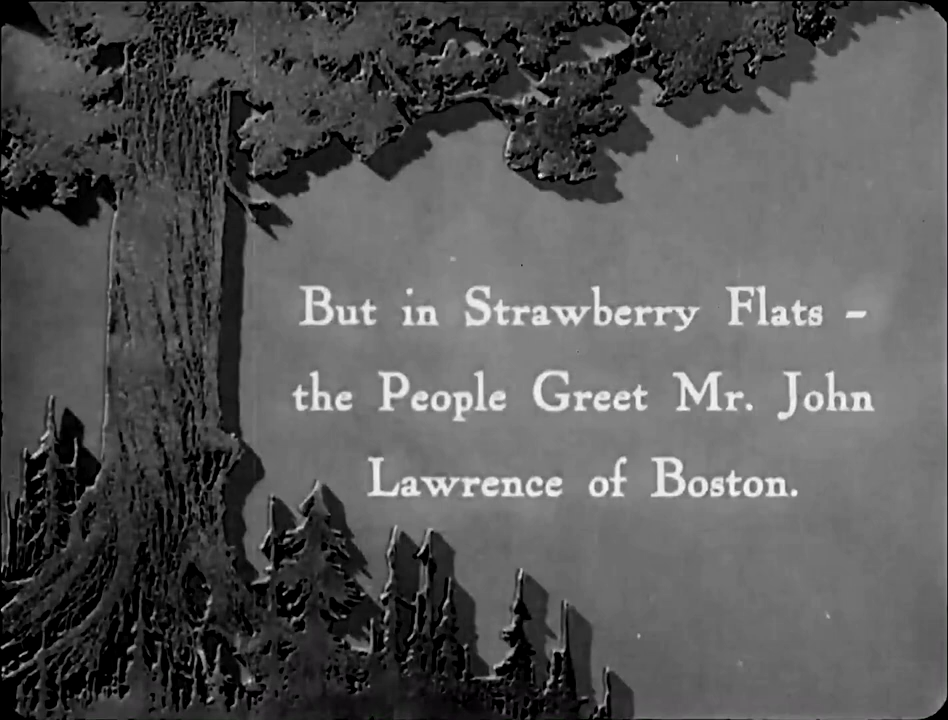 But in Strawberry Flats –
the People Greet Mr. John
Lawrence of Boston.